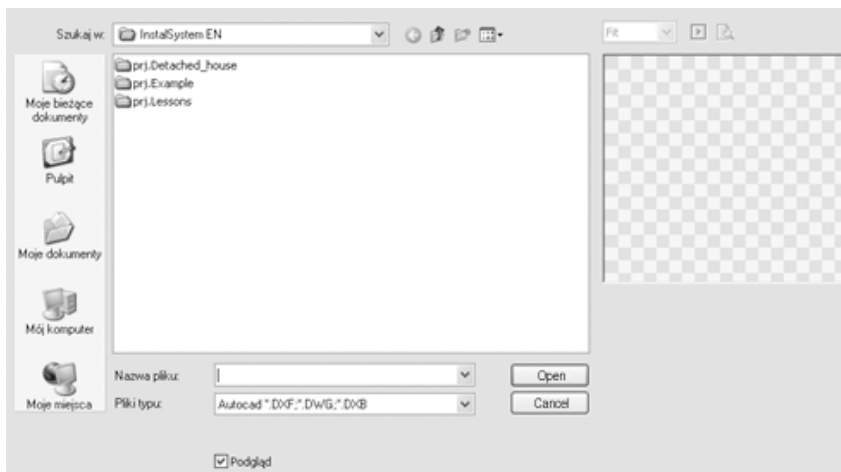 Szukaj w: InstalSystem EN
Fit
prj.Detached_house
prj.Example
prj.Lessons
Moje bieżące
dokumenty
Pulpit
Moje dokumenty
Mój komputer
Moje miejsca
Nazwa pliku:
Open
Pliki typu: Autocad *.DXF;*.DWG;*.DXB
Cancel
Podgląd